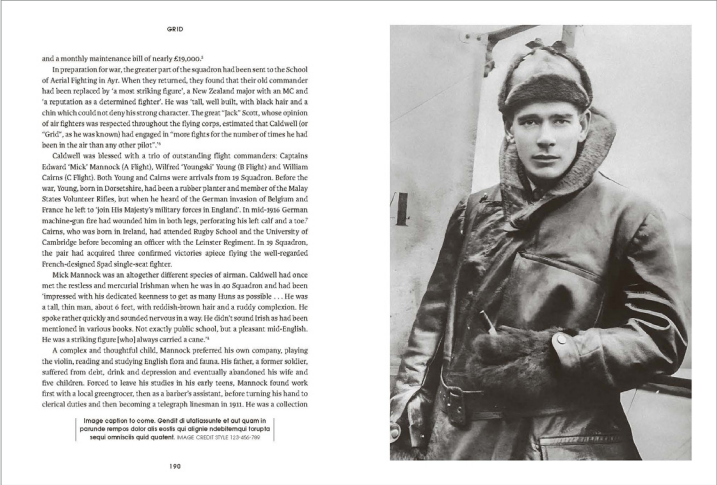 GRID
and a monthly maintenance bill of nearly £19,000.⁴
In preparation for war, the greater part of the squadron had been sent to the School
of Aerial Fighting in Ayr. When they returned, they found that their old commander
had been replaced by ‘a most striking figure’, a New Zealand major with an MC and
‘a reputation as a determined fighter’. He was ‘tall, well built, with black hair and a
chin which could not deny his strong character. The great “Jack” Scott, whose opinion
of air fighters was respected throughout the flying corps, estimated that Caldwell (or
“Grid”, as he was known) had engaged in “more fights for the number of times he had
been in the air than any other pilot”.’⁵
Caldwell was blessed with a trio of outstanding flight commanders: Captains
Edward ‘Mick’ Mannock (A Flight), Wilfred ‘Youngski’ Young (B Flight) and William
Cairns (C Flight). Both Young and Cairns were arrivals from 19 Squadron. Before the
war, Young, born in Dorsetshire, had been a rubber planter and member of the Malay
States Volunteer Rifles, but when he heard of the German invasion of Belgium and
France he left to ‘join His Majesty’s military forces in England’. In mid-1916 German
machine-gun fire had wounded him in both legs, perforating his left calf and a toe.⁷
Cairns, who was born in Ireland, had attended Rugby School and the University of
Cambridge before becoming an officer with the Leinster Regiment. In 19 Squadron,
the pair had acquired three confirmed victories apiece flying the well-regarded
French-designed Spad single-seat fighter.
Mick Mannock was an altogether different species of airman. Caldwell had once
met the restless and mercurial Irishman when he was in 40 Squadron and had been
‘impressed with his dedicated keenness to get as many Huns as possible . . . He was
a tall, thin man, about 6 feet, with reddish-brown hair and a ruddy complexion. He
spoke rather quickly and sounded nervous in a way. He didn’t sound Irish as had been
mentioned in various books. Not exactly public school, but a pleasant mid-English.
He was a striking figure [who] always carried a cane.’⁸
A complex and thoughtful child, Mannock preferred his own company, playing
the violin, reading and studying English flora and fauna. His father, a former soldier,
suffered from debt, drink and depression and eventually abandoned his wife and
five children. Forced to leave his studies in his early teens, Mannock found work
first with a local greengrocer, then as a barber’s assistant, before turning his hand to
clerical duties and then becoming a telegraph linesman in 1911. He was a collection
Image caption to come. Gendit di utatiassunte et aut quam in
parunde rempos dolor alis eostis qui alignie ndebitemqui torupta
sequi omnisciis quid quatent. IMAGE CREDIT STYLE 123-456-789
190